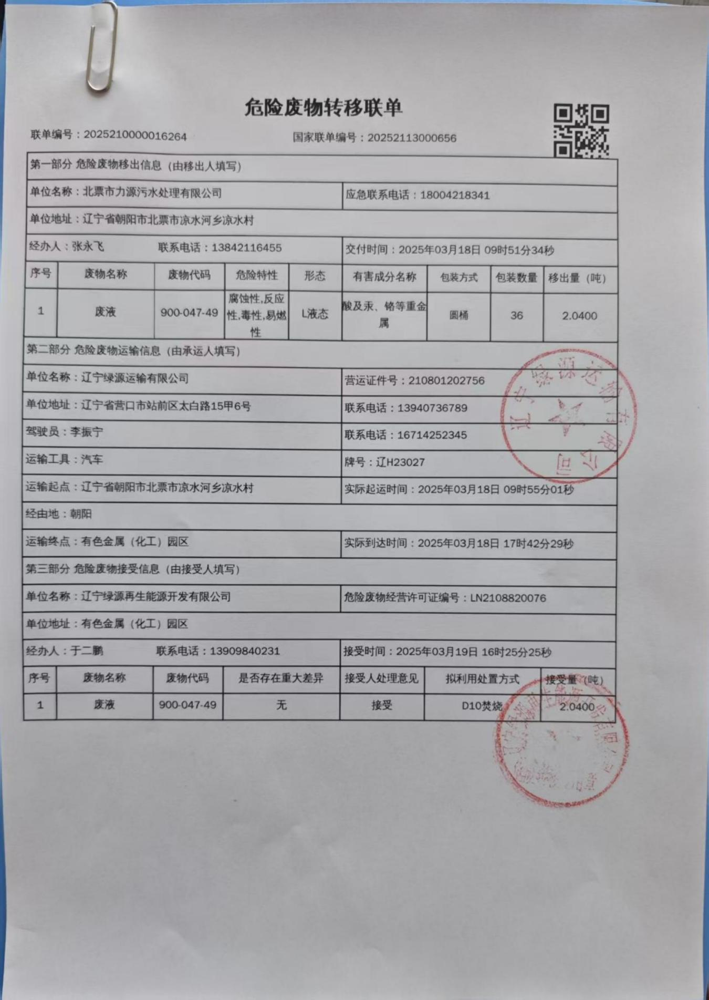 危险废物转移联单
联单编号：2025210000016264 国家联单编号：20252113000656
第一部分 危险废物移出信息（由移出人填写）
单位名称：北票市力源污水处理有限公司 应急联系电话：18004218341
单位地址：辽宁省朝阳市北票市凉水河乡凉水村
经办人：张永飞 联系电话：13842116455 交付时间：2025年03月18日 09时51分34秒
序号 废物名称 废物代码 危险特性 形态 有害成分名称 包装方式 包装数量 移出量（吨）
1 废液 900-047-49 腐蚀性,反应性,毒性,易燃性 L液态 酸及汞、铬等重金属 圆桶 36 2.0400
第二部分 危险废物运输信息（由承运人填写）
单位名称：辽宁绿源运输有限公司 营运证件号：210801202756
单位地址：辽宁省营口市站前区太白路15甲6号 联系电话：13940736789
驾驶员：李振宁 联系电话：16714252345
运输工具：汽车 牌号：辽H23027
运输起点：辽宁省朝阳市北票市凉水河乡凉水村 实际起运时间：2025年03月18日 09时55分01秒
经由地：朝阳
运输终点：有色金属（化工）园区 实际到达时间：2025年03月18日 17时42分29秒
第三部分 危险废物接受信息（由接受人填写）
单位名称：辽宁绿源再生能源开发有限公司 危险废物经营许可证编号：LN2108820076
单位地址：有色金属（化工）园区
经办人：于二鹏 联系电话：13909840231 接受时间：2025年03月19日 16时25分25秒
序号 废物名称 废物代码 是否存在重大差异 接受人处理意见 拟利用处置方式 接受量（吨）
1 废液 900-047-49 无 接受 D10焚烧 2.0400